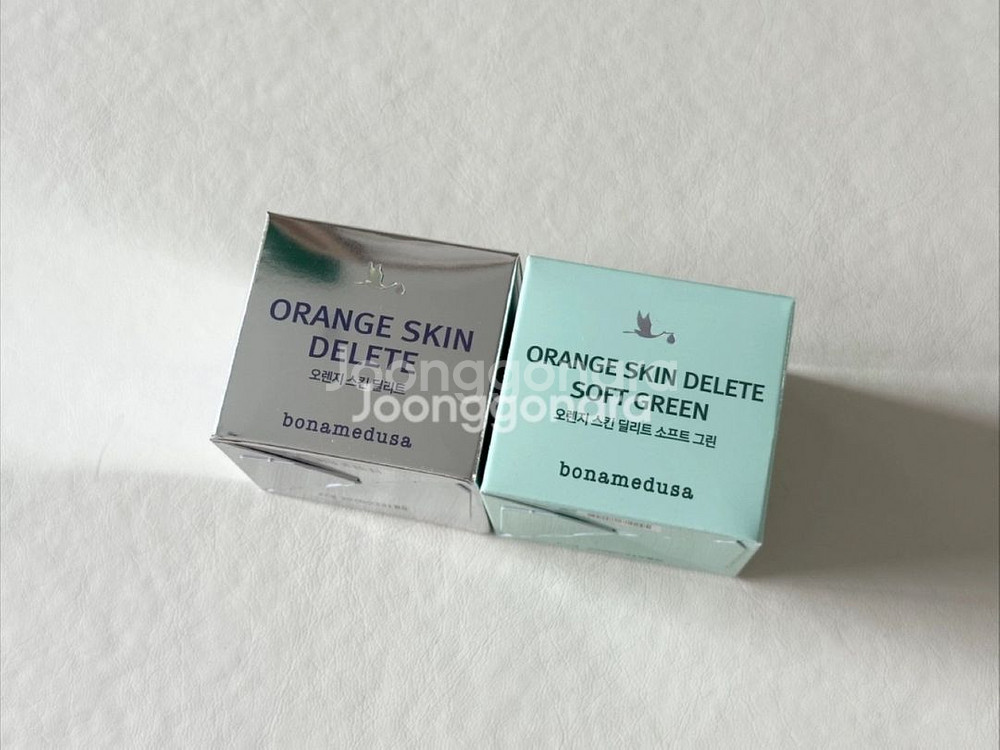 ORANGE SKIN
DELETE
오렌지 스킨 딜리트
bonamedusa
ORANGE SKIN DELETE
SOFT GREEN
오렌지 스킨 딜리트 소프트 그린
bonamedusa
Joonggonara
Joonggonara